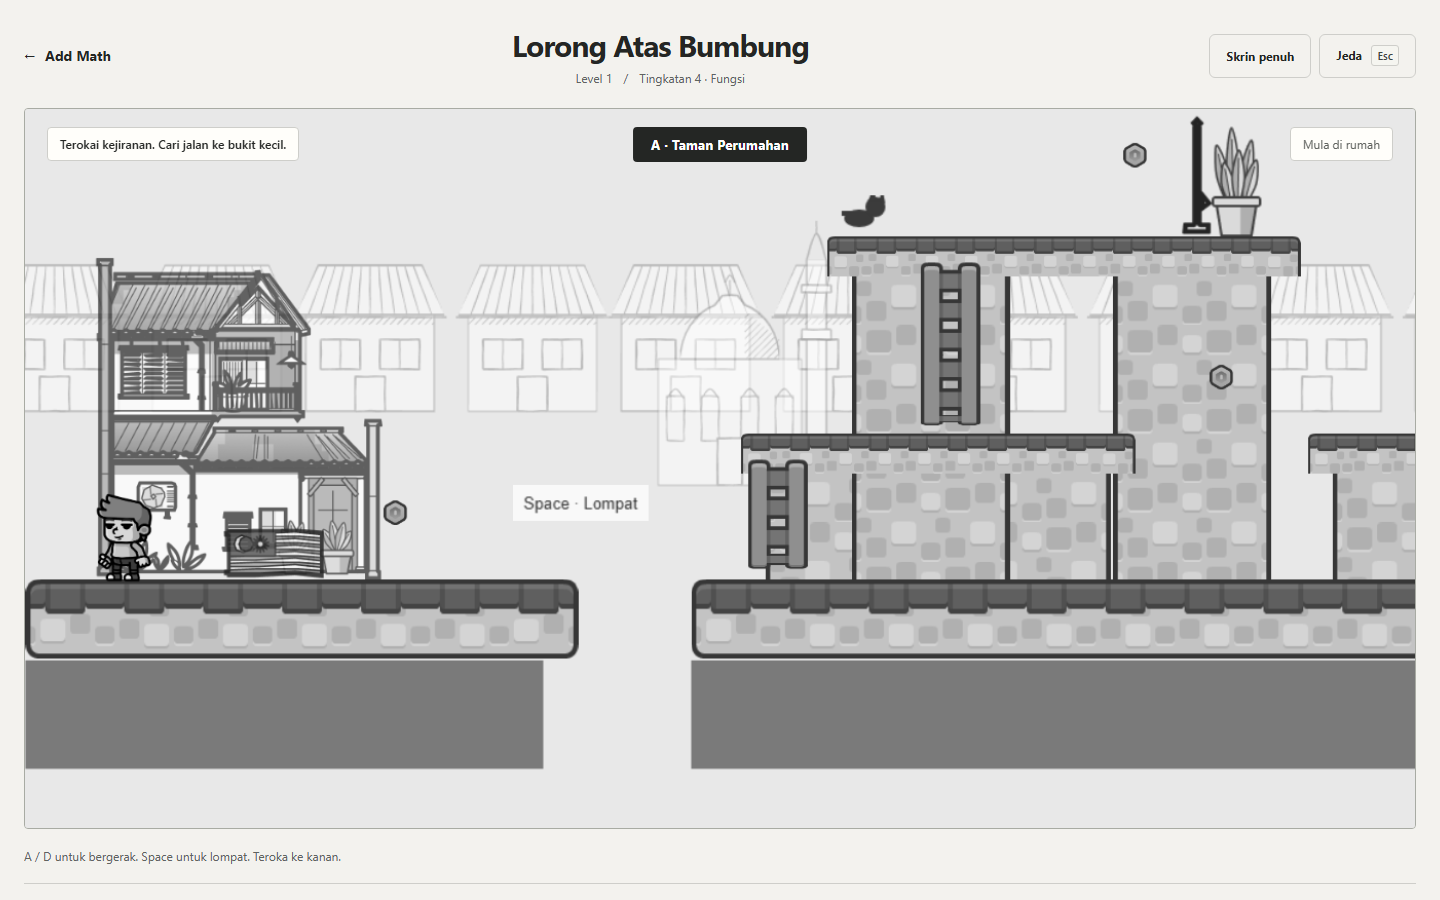 ← Add Math
Lorong Atas Bumbung
Level 1 / Tingkatan 4 · Fungsi
Skrin penuh
Jeda Esc
Terokai kejiranan. Cari jalan ke bukit kecil.
A · Taman Perumahan
Mula di rumah
Space · Lompat
A / D untuk bergerak. Space untuk lompat. Teroka ke kanan.